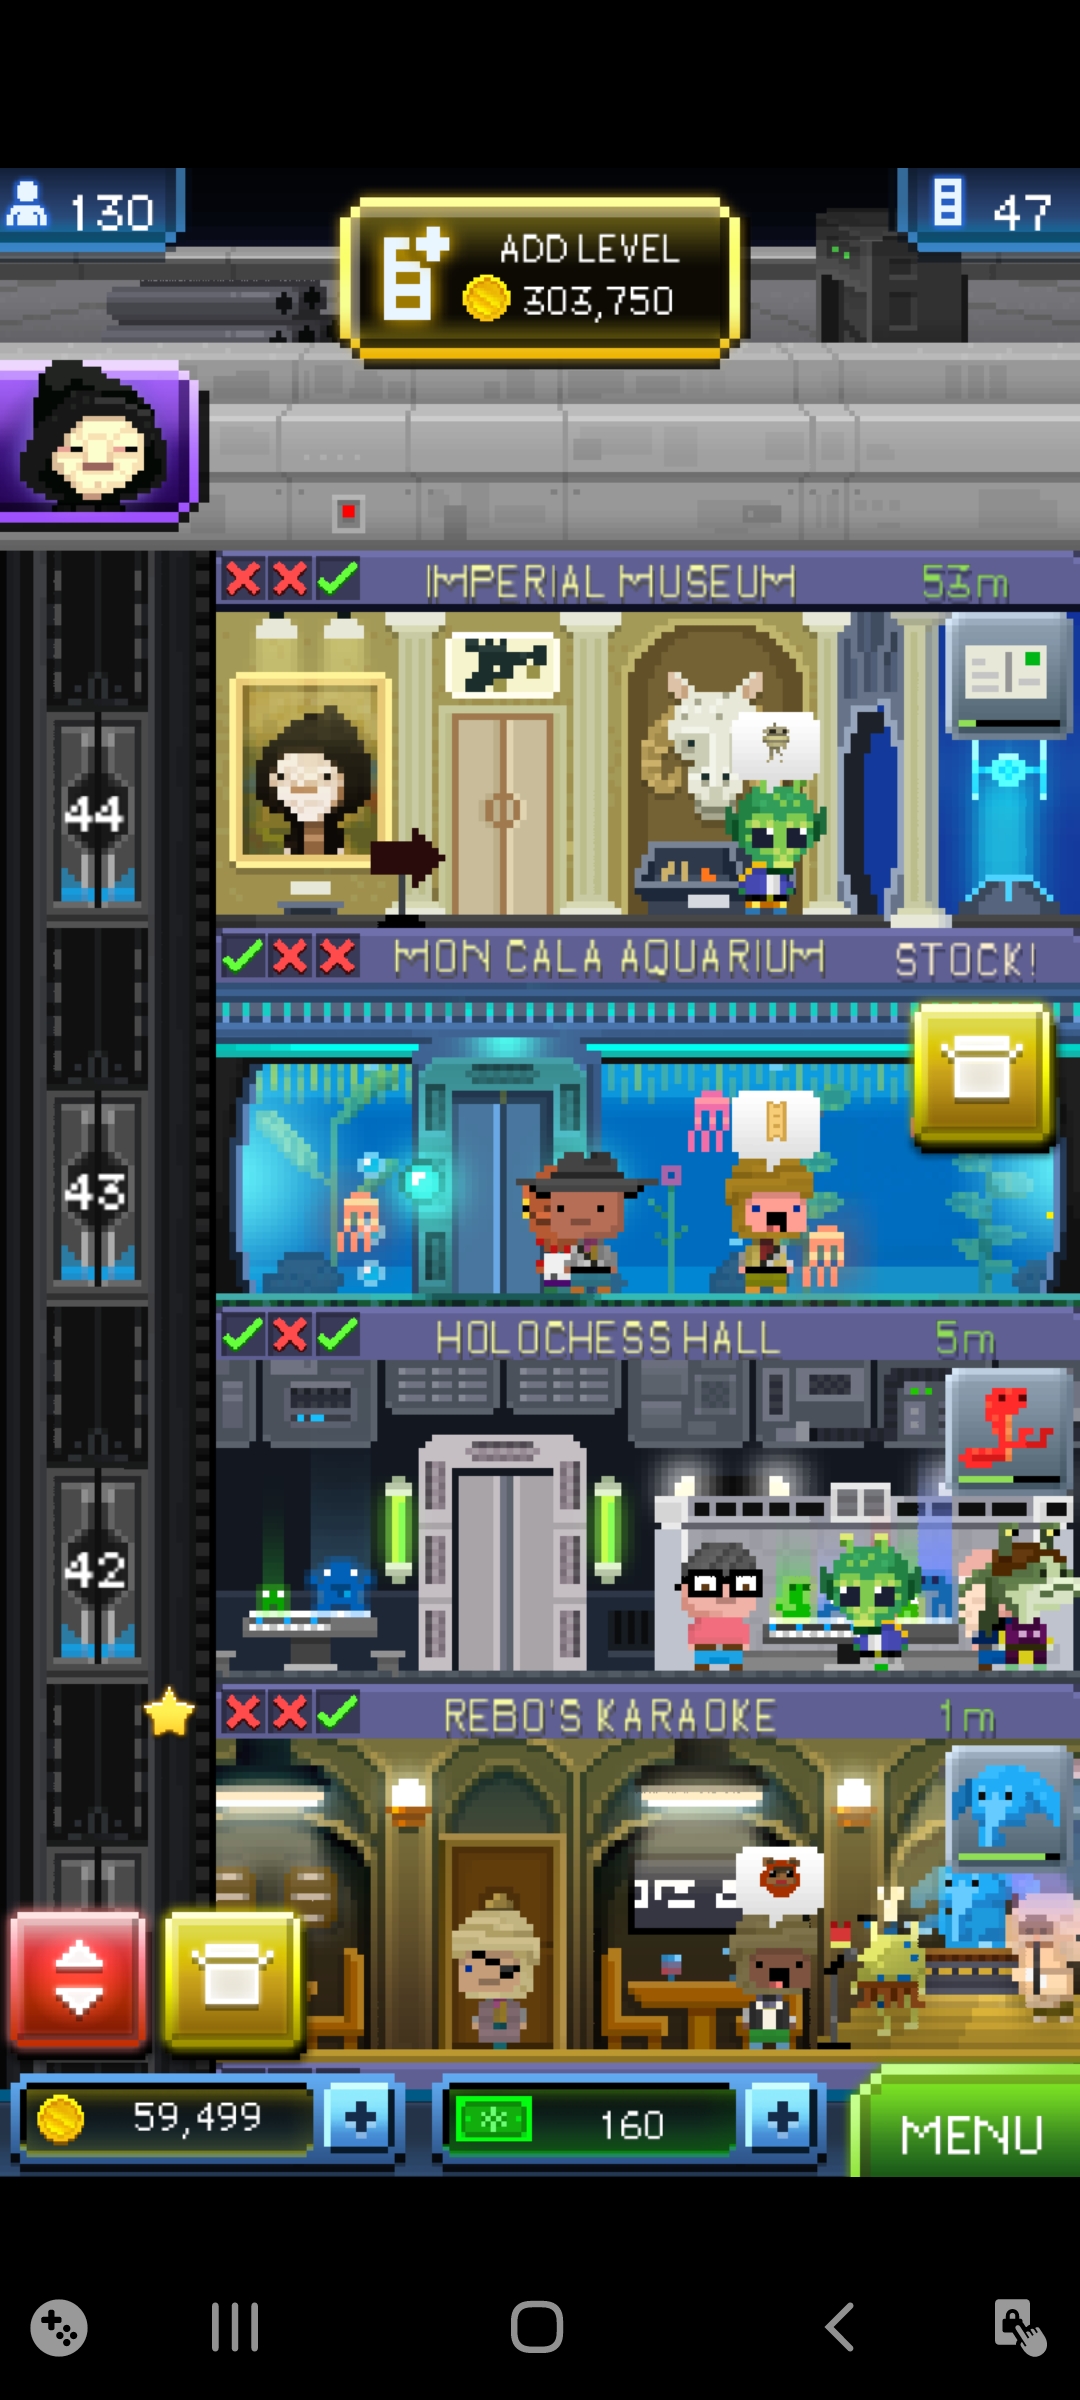 130
ADD LEVEL
303,750
47
IMPERIAL MUSEUM 53m
44
MON CALA AQUARIUM STOCK!
43
HOLOCHESS HALL 5m
42
REBO'S KARAOKE 1m
59,499
160
MENU